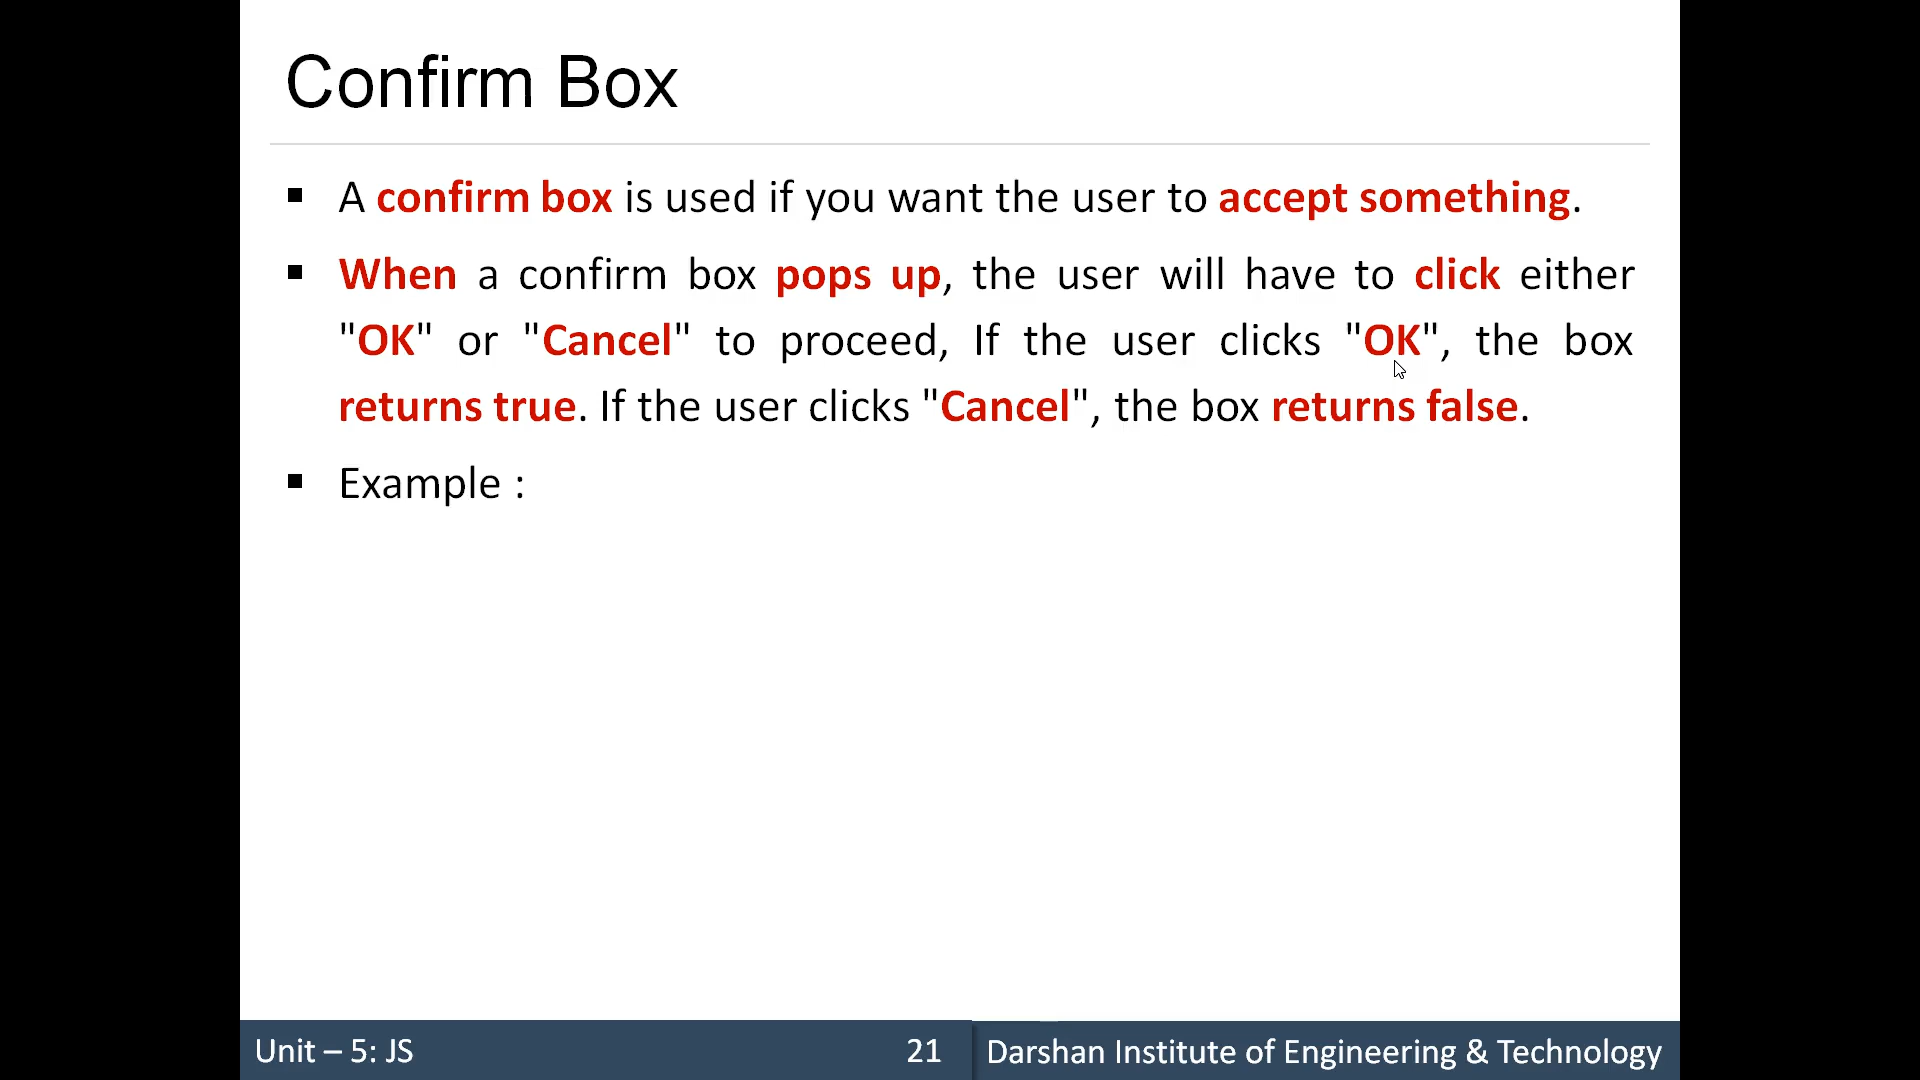 Confirm Box
▪ A confirm box is used if you want the user to accept something.
▪ When a confirm box pops up, the user will have to click either
"OK" or "Cancel" to proceed, If the user clicks "OK", the box
returns true. If the user clicks "Cancel", the box returns false.
▪ Example :
Unit – 5: JS 21 Darshan Institute of Engineering & Technology